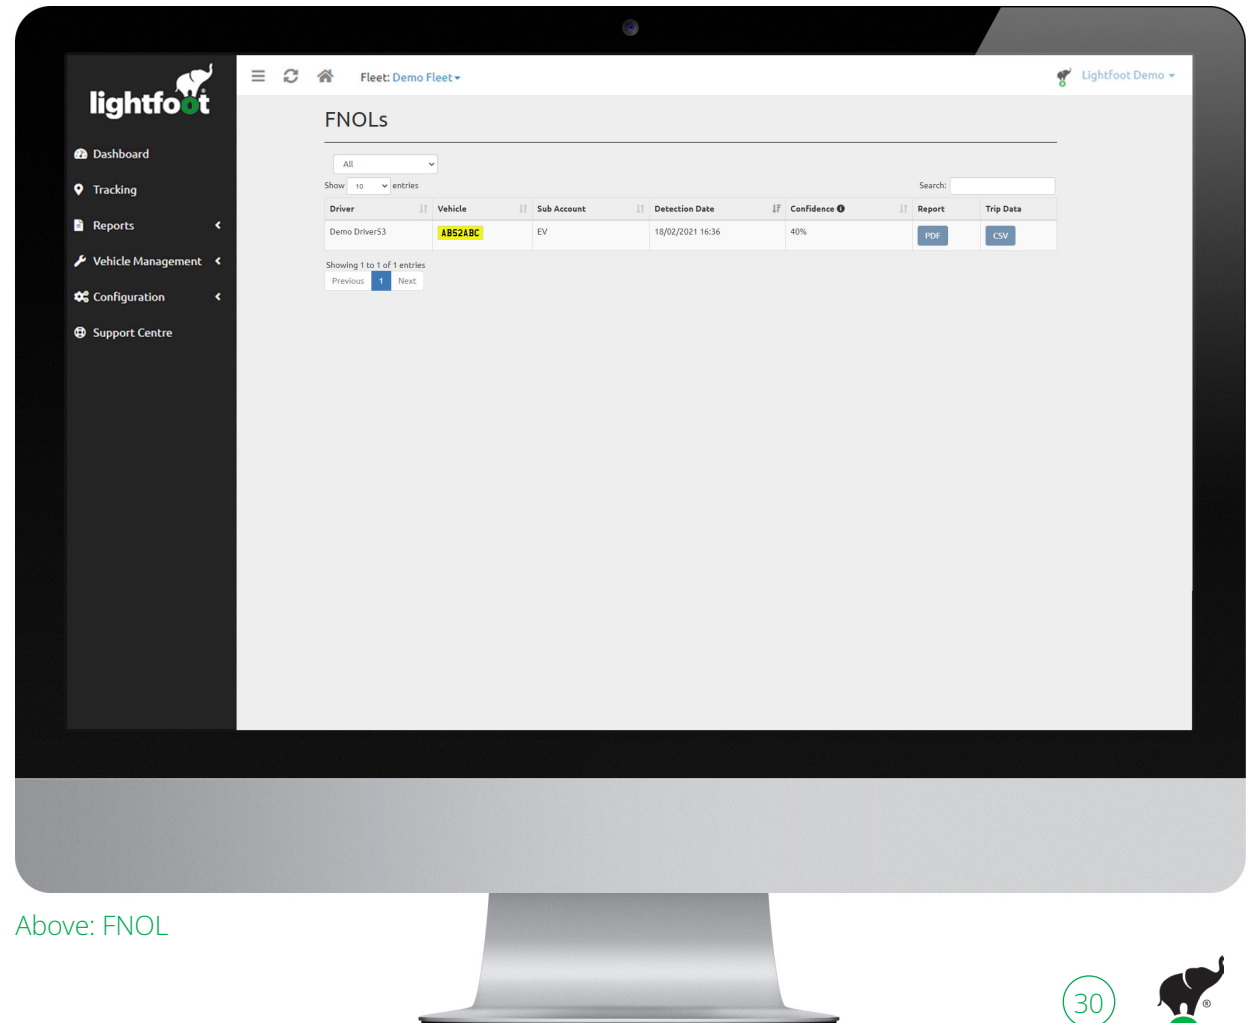 lightfoot
Fleet: Demo Fleet
Lightfoot Demo
Dashboard
Tracking
Reports
Vehicle Management
Configuration
Support Centre
FNOLs
All
Show 10 entries
Search:
Driver Vehicle Sub Account Detection Date Confidence Report Trip Data
Demo Driver53 AB52ABC EV 18/02/2021 16:36 40% PDF CSV
Showing 1 to 1 of 1 entries
Previous 1 Next
Above: FNOL
30
®